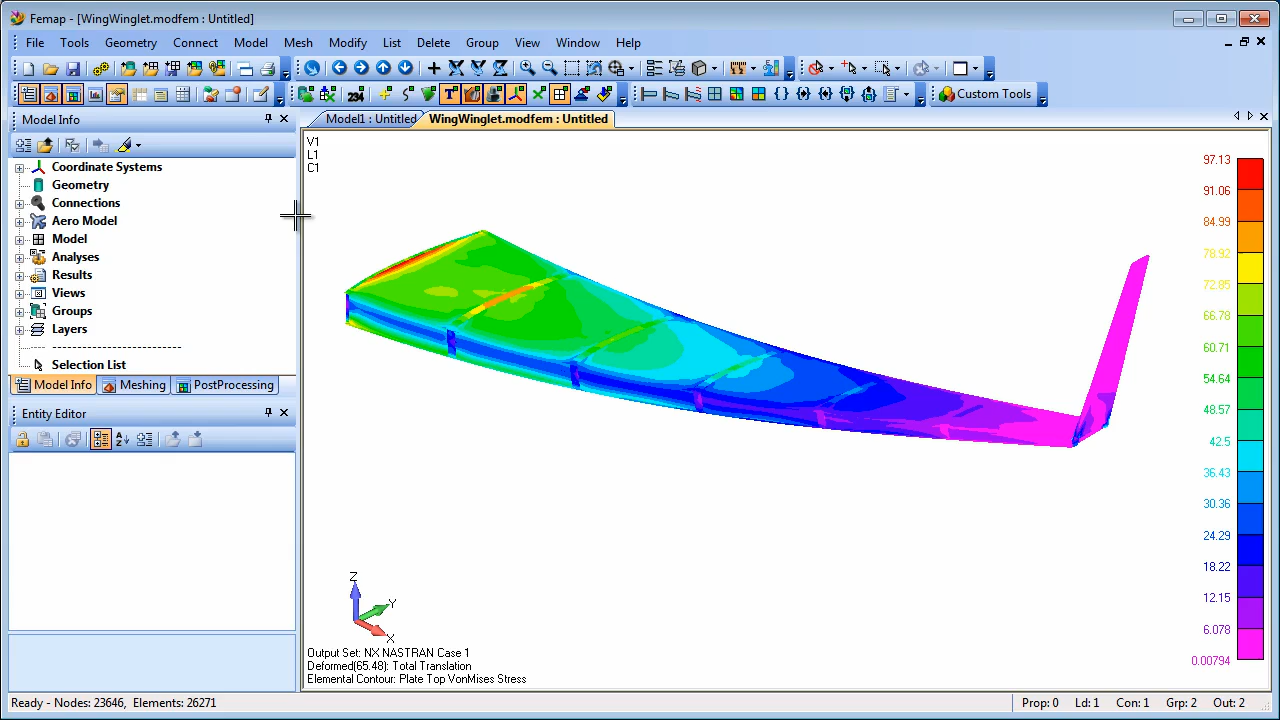 Femap - [WingWinglet.modfem : Untitled]
File Tools Geometry Connect Model Mesh Modify List Delete Group View Window Help
234
T
Custom Tools
Model Info
Model1 : Untitled WingWinglet.modfem : Untitled
Coordinate Systems
Geometry
Connections
Aero Model
Model
Analyses
Results
Views
Groups
Layers
Selection List
Model Info Meshing PostProcessing
Entity Editor
V1
L1
C1
97.13
91.06
84.99
78.92
72.85
66.78
60.71
54.64
48.57
42.5
36.43
30.36
24.29
18.22
12.15
6.078
0.00794
Z
Y
X
Output Set: NX NASTRAN Case 1
Deformed(65.48): Total Translation
Elemental Contour: Plate Top VonMises Stress
Ready - Nodes: 23646, Elements: 26271 Prop: 0 Ld: 1 Con: 1 Grp: 2 Out: 2